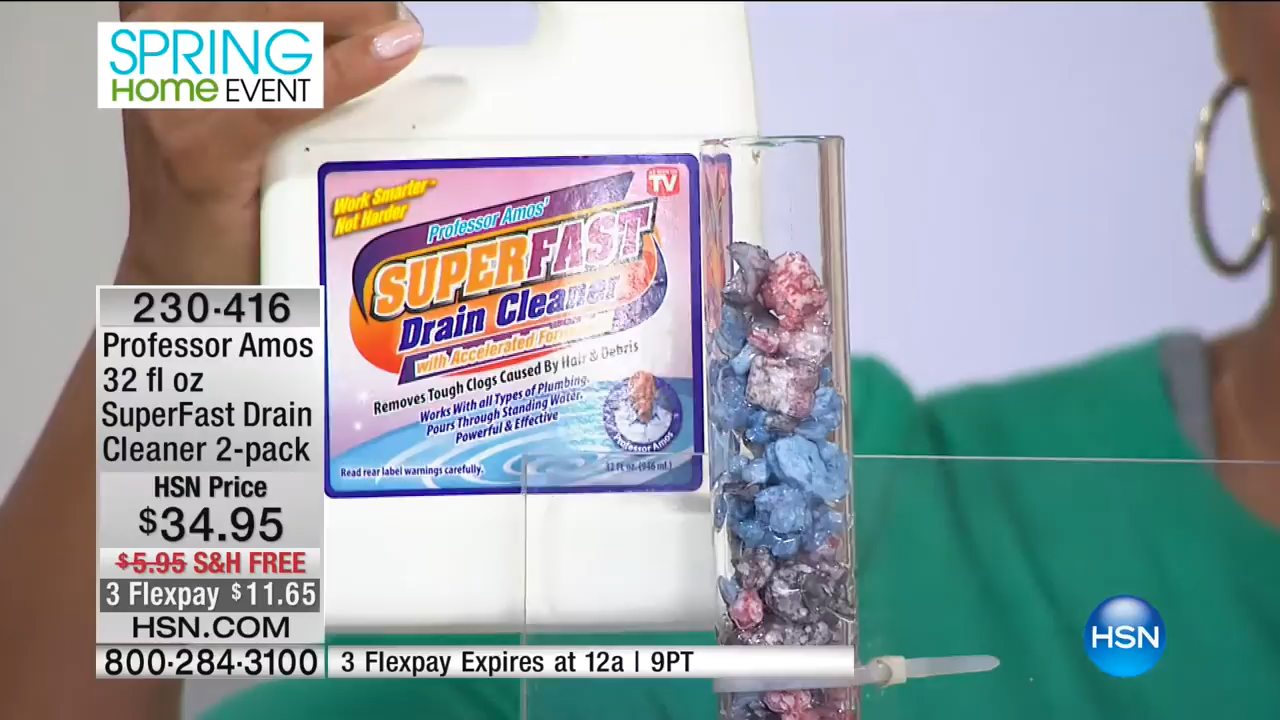 SPRING
Home EVENT
Work Smarter™
Not Harder
AS SEEN ON
TV
Professor Amos'
SUPERFAST
Drain Cleaner
with Accelerated
Removes Tough Clogs Caused By Hair & Debris
Works With all Types of Plumbing.
Pours Through Standing Water.
Powerful & Effective
Professor Amos
Read rear label warnings carefully.
32 fl oz. (946 ml.)
230-416
Professor Amos
32 fl oz
SuperFast Drain
Cleaner 2-pack
HSN Price
$34.95
$5.95 S&H FREE
3 Flexpay $11.65
HSN.COM
800-284-3100
3 Flexpay Expires at 12a | 9PT
HSN